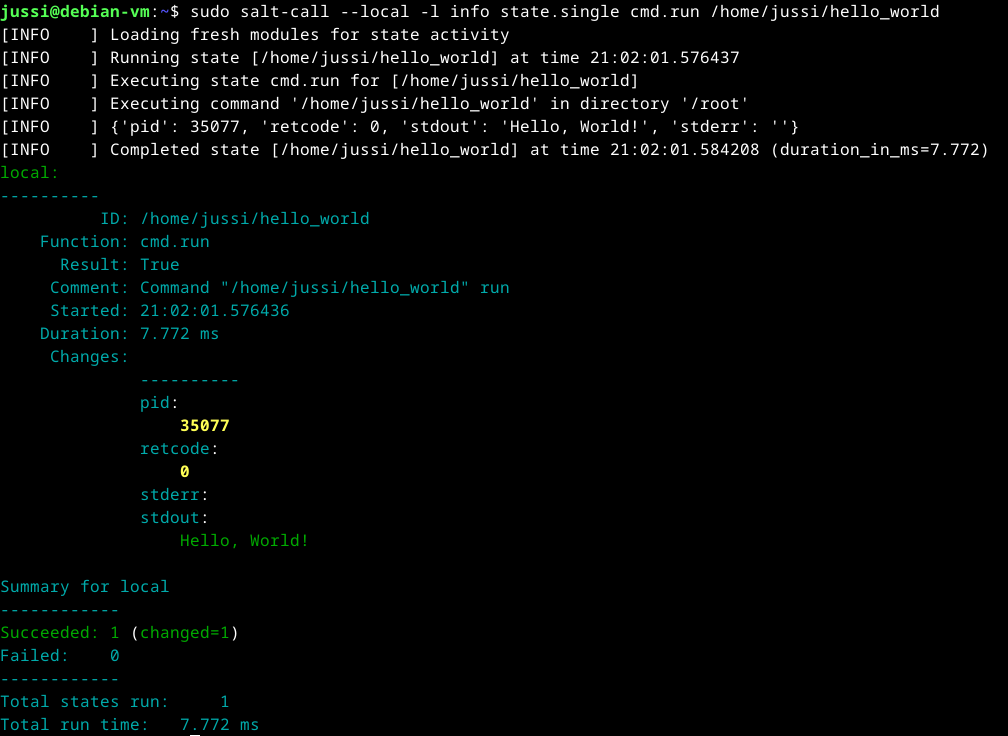 jussi@debian-vm:~$ sudo salt-call --local -l info state.single cmd.run /home/jussi/hello_world
[INFO    ] Loading fresh modules for state activity
[INFO    ] Running state [/home/jussi/hello_world] at time 21:02:01.576437
[INFO    ] Executing state cmd.run for [/home/jussi/hello_world]
[INFO    ] Executing command '/home/jussi/hello_world' in directory '/root'
[INFO    ] {'pid': 35077, 'retcode': 0, 'stdout': 'Hello, World!', 'stderr': ''}
[INFO    ] Completed state [/home/jussi/hello_world] at time 21:02:01.584208 (duration_in_ms=7.772)
local:
----------
          ID: /home/jussi/hello_world
    Function: cmd.run
      Result: True
     Comment: Command "/home/jussi/hello_world" run
     Started: 21:02:01.576436
    Duration: 7.772 ms
     Changes:
              ----------
              pid:
                  35077
              retcode:
                  0
              stderr:
              stdout:
                  Hello, World!

Summary for local
------------
Succeeded: 1 (changed=1)
Failed:    0
------------
Total states run:     1
Total run time:   7.772 ms